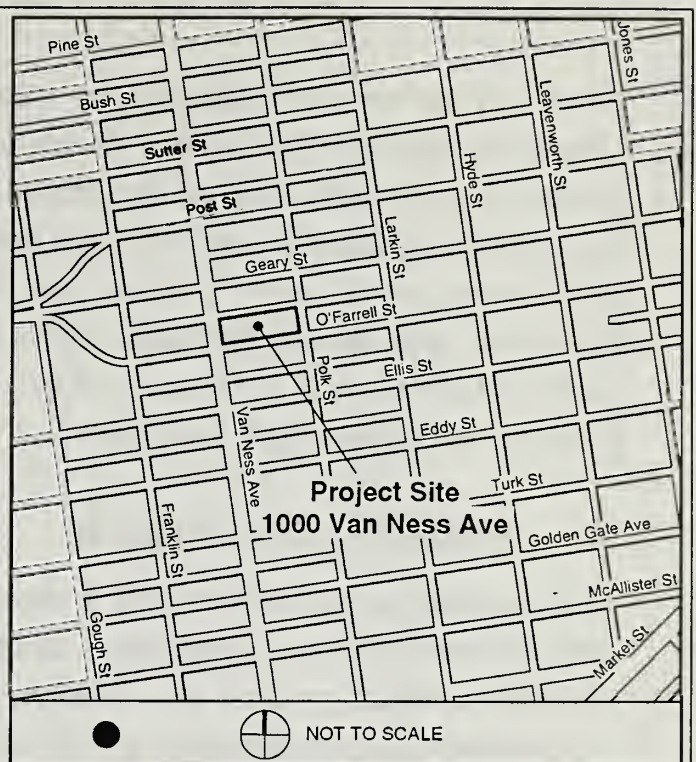 Pine St
Jones St
Bush St
Leavenworth St
Sutter St
Hyde St
Post St
Larkin St
Geary St
O'Farrell St
Polk St
Ellis St
Van Ness Ave
Eddy St
Project Site
1000 Van Ness Ave
Turk St
Franklin St
Golden Gate Ave
McAllister St
Gough St
Market St
NOT TO SCALE